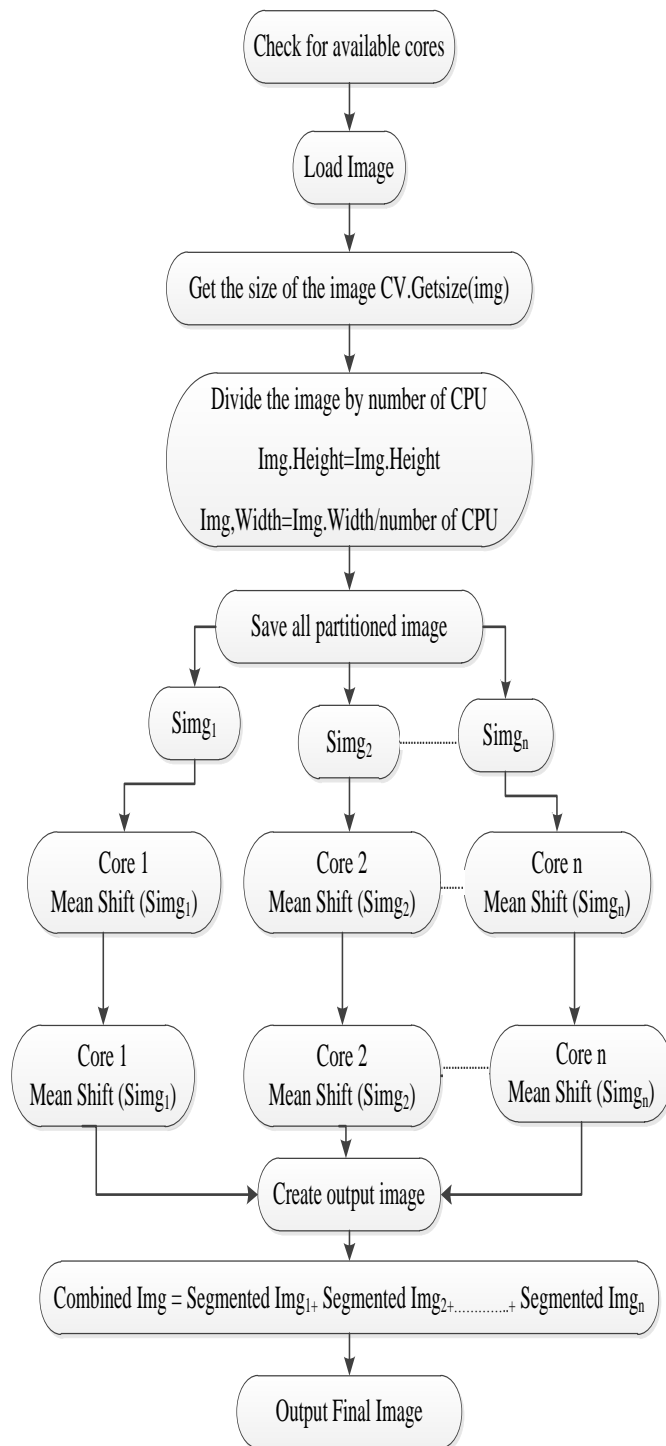 Check for available cores
Load Image
Get the size of the image CV.Getsize(img)
Divide the image by number of CPU
Img.Height=Img.Height
Img,Width=Img.Width/number of CPU
Save all partitioned image
Simg₁
Simg₂
Simgₙ
Core 1
Mean Shift (Simg₁)
Core 2
Mean Shift (Simg₂)
Core n
Mean Shift (Simgₙ)
Core 1
Mean Shift (Simg₁)
Core 2
Mean Shift (Simg₂)
Core n
Mean Shift (Simgₙ)
Create output image
Combined Img = Segmented Img₁₊ Segmented Img₂₊.............₊ Segmented Imgₙ
Output Final Image